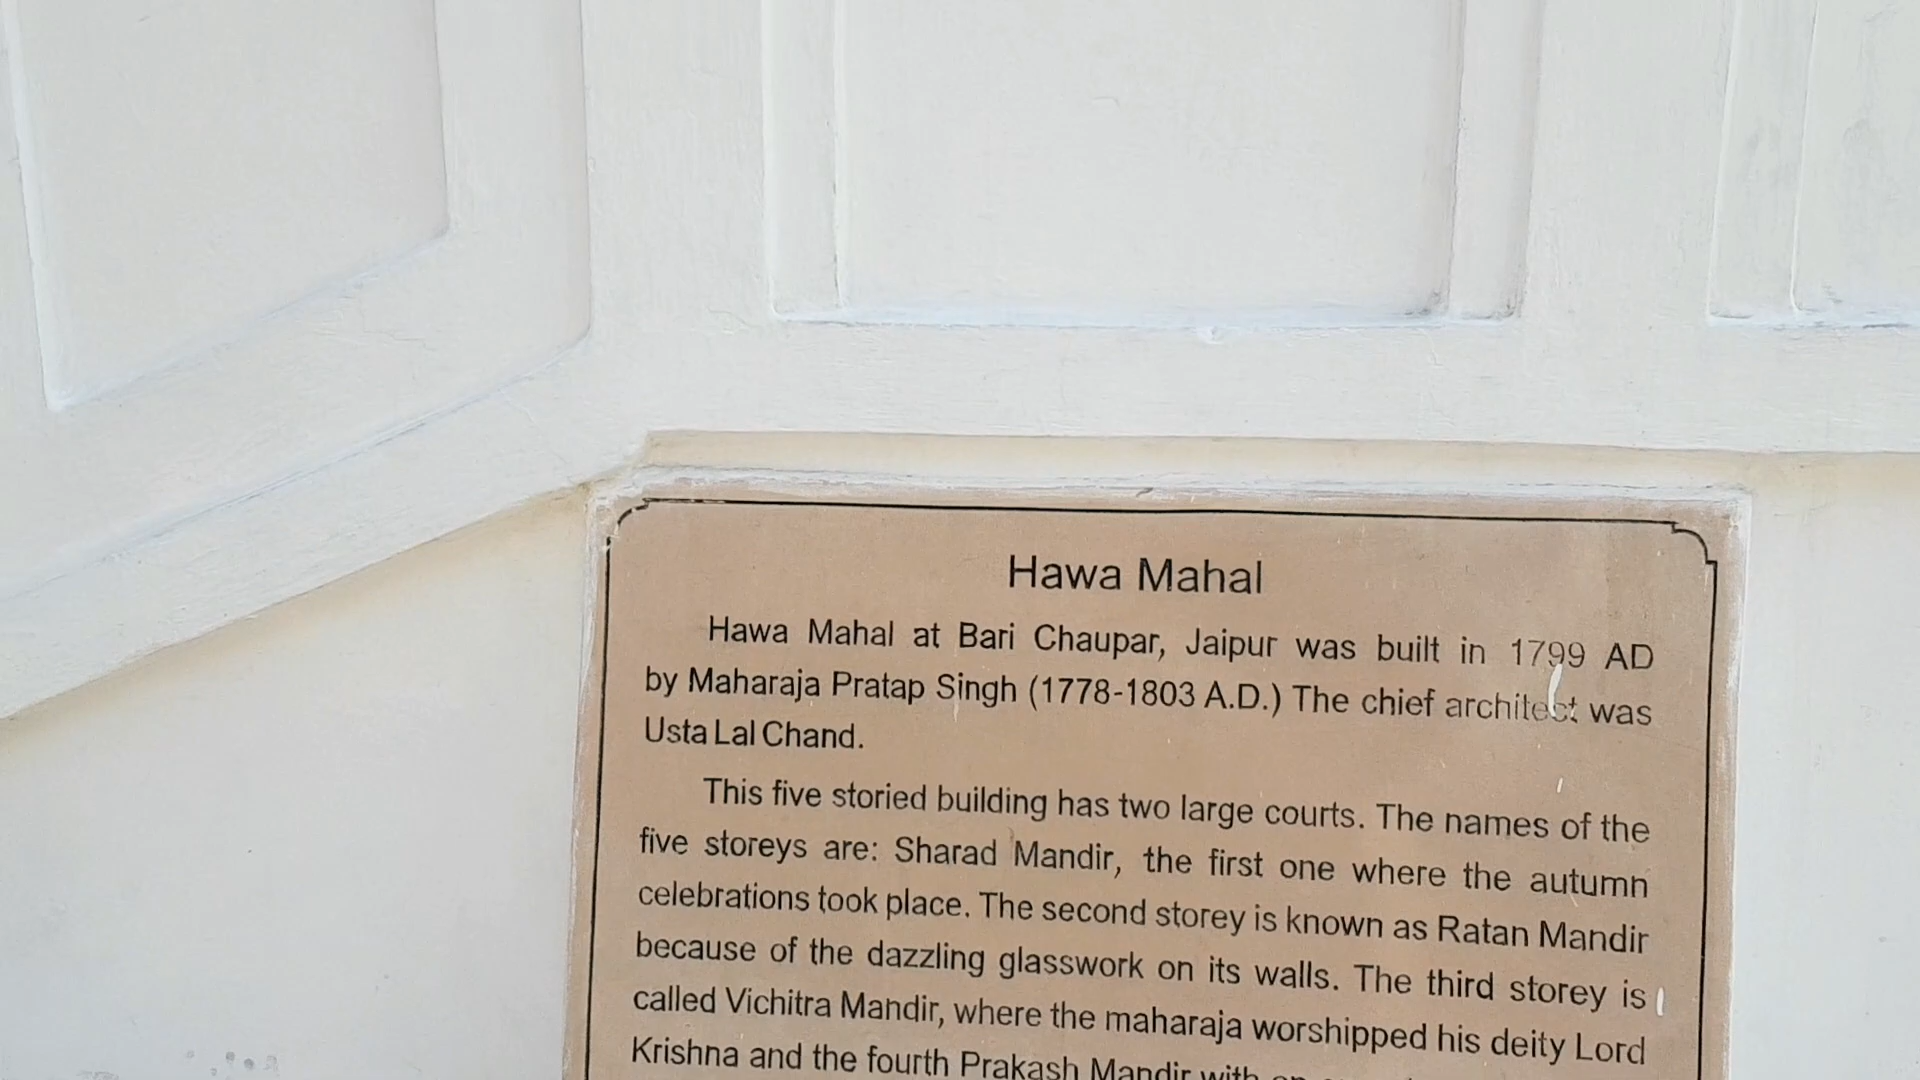 Hawa Mahal
Hawa Mahal at Bari Chaupar, Jaipur was built in 1799 AD
by Maharaja Pratap Singh (1778-1803 A.D.) The chief architect was
Usta Lal Chand.
This five storied building has two large courts. The names of the
five storeys are: Sharad Mandir, the first one where the autumn
celebrations took place. The second storey is known as Ratan Mandir
because of the dazzling glasswork on its walls. The third storey is
called Vichitra Mandir, where the maharaja worshipped his deity Lord
Krishna and the fourth Prakash Mandir with